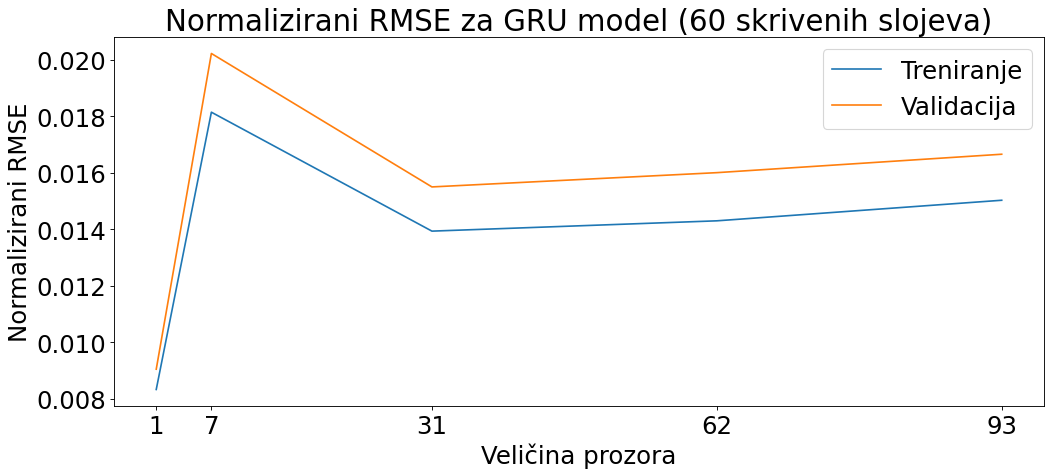 Normalizirani RMSE za GRU model (60 skrivenih slojeva)
Treniranje
Validacija
Normalizirani RMSE
0.020
0.018
0.016
0.014
0.012
0.010
0.008
1 7 31 62 93
Veličina prozora